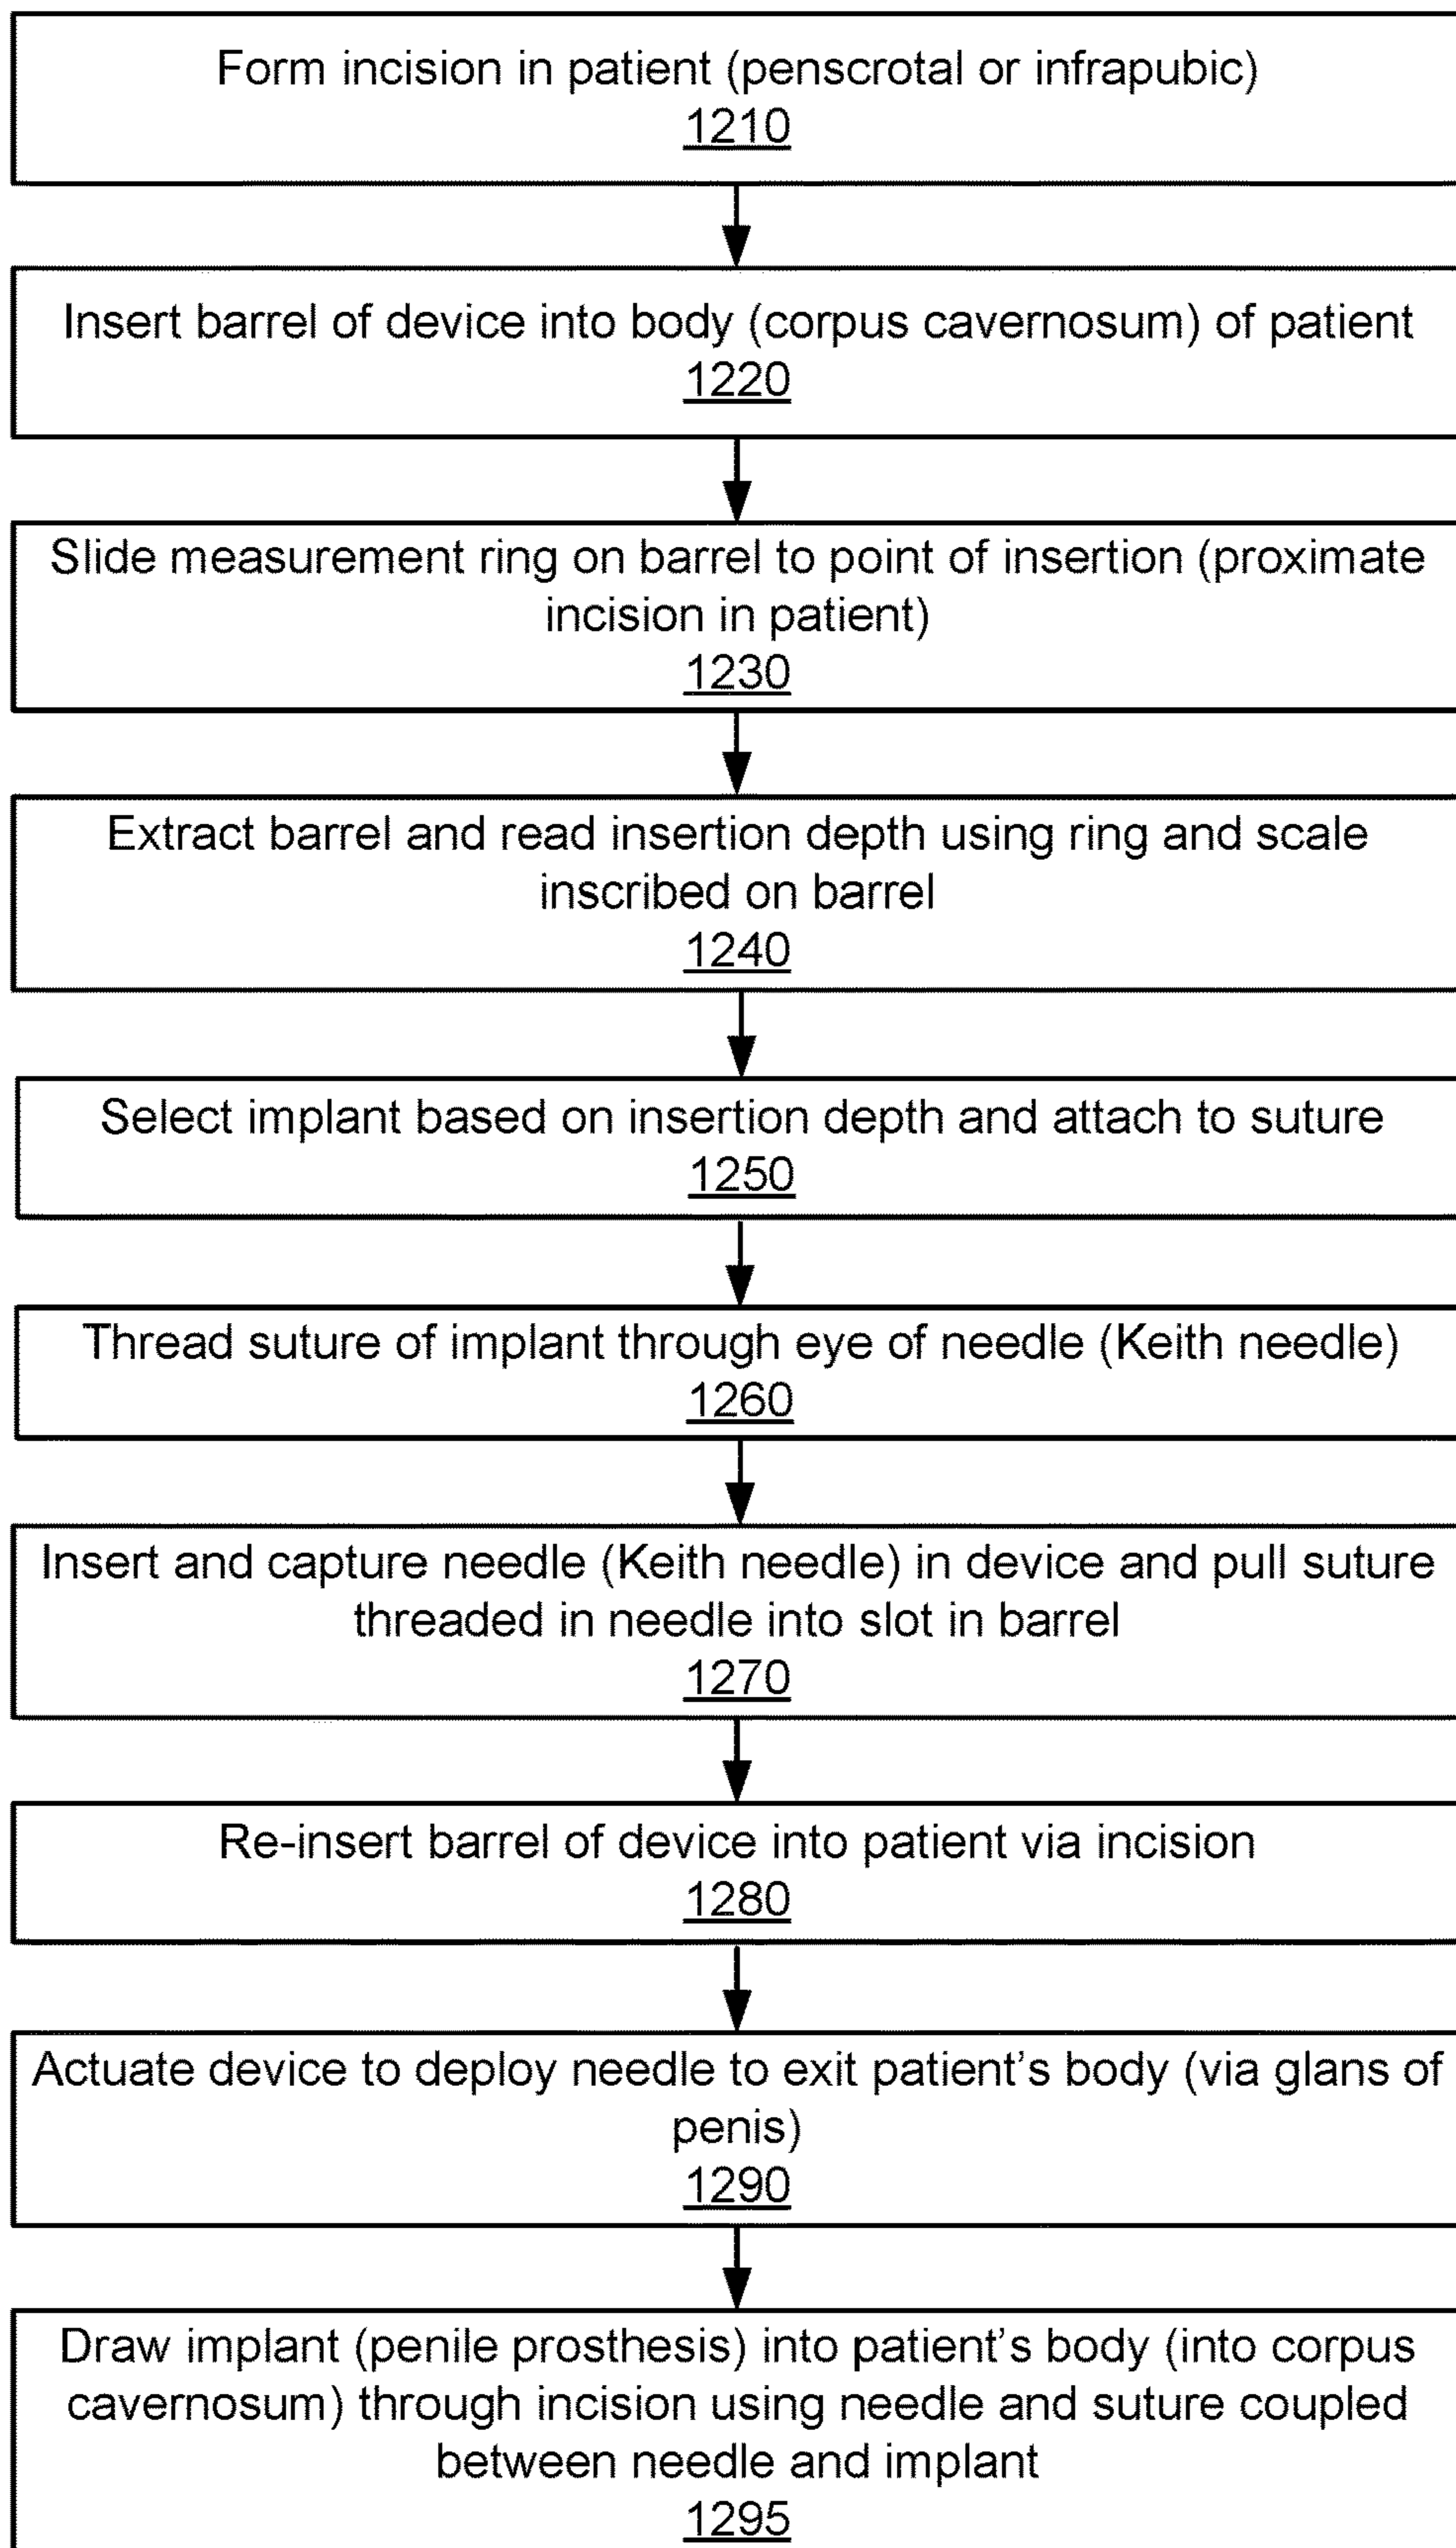 Form incision in patient (penscrotal or infrapubic)
1210
Insert barrel of device into body (corpus cavernosum) of patient
1220
Slide measurement ring on barrel to point of insertion (proximate
incision in patient)
1230
Extract barrel and read insertion depth using ring and scale
inscribed on barrel
1240
Select implant based on insertion depth and attach to suture
1250
Thread suture of implant through eye of needle (Keith needle)
1260
Insert and capture needle (Keith needle) in device and pull suture
threaded in needle into slot in barrel
1270
Re-insert barrel of device into patient via incision
1280
Actuate device to deploy needle to exit patient’s body (via glans of
penis)
1290
Draw implant (penile prosthesis) into patient’s body (into corpus
cavernosum) through incision using needle and suture coupled
between needle and implant
1295